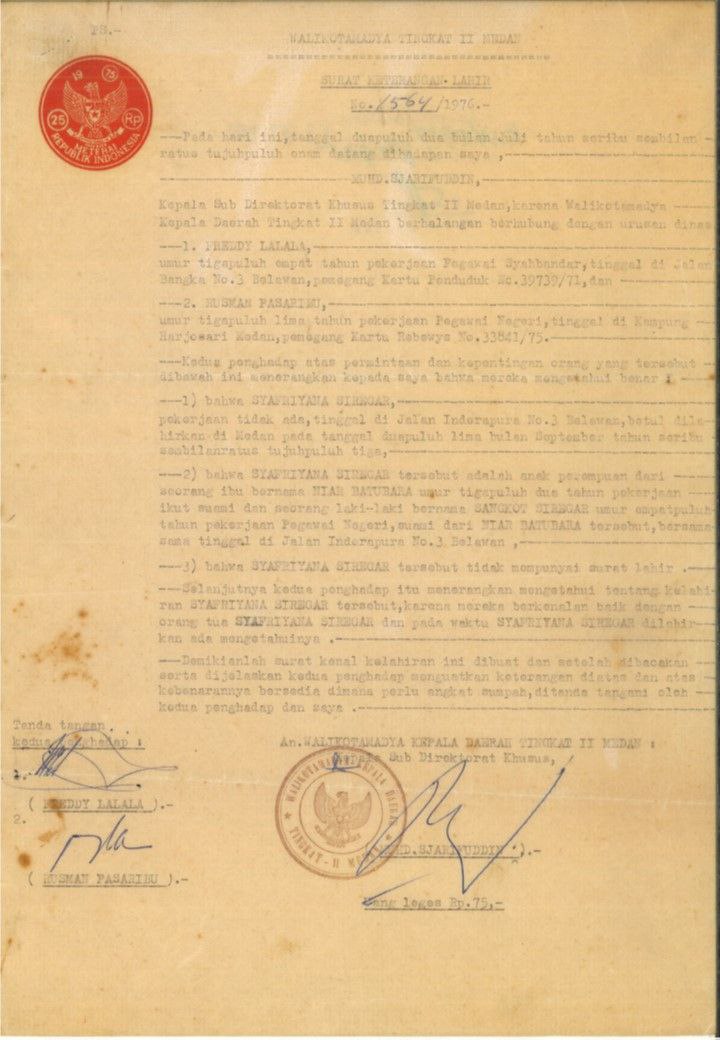 PS.-
WALIKOTAMADYA TINGKAT II MEDAN
SURAT KETERANGAN LAHIR
No. 1564/1976.-
19 75
25 Rp
METERAI
REPUBLIK INDONESIA
---Pada hari ini,tanggal duapuluh dua bulan Juli tahun seribu sembilan
ratus tujuhpuluh enam datang dihadapan saya ,
MUHD.SJARIFUDDIN,
Kepala Sub Direktorat Khusus Tingkat II Medan,karena Walikotamadya
Kepala Daerah Tingkat II Medan berhalangan berhubung dengan urusan dinas
---1. FREDDY LALALA,
umur tigapuluh empat tahun pekerjaan Pegawai Syahbandar,tinggal di Jalan
Bangka No.3 Belawan,pemegang Kartu Penduduk No.39739/71,dan
---2. RUSMAN PASARIBU,
umur tigapuluh lima tahun pekerjaan Pegawai Negeri,tinggal di Kampung
Harjosari Medan,pemegang Kartu Rebewys No.33841/75.
---Kedua penghadap atas permintaan dan kepentingan orang yang tersebut
dibawah ini menerangkan kepada saya bahwa mereka mengetahui benar :
---1) bahwa SYAFRIYANA SIREGAR,
pekerjaan tidak ada,tinggal di Jalan Inderapura No.3 Belawan,betul dila-
hirkan di Medan pada tanggal duapuluh lima bulan September tahun seribu
sembilanratus tujuhpuluh tiga,
---2) bahwa SYAFRIYANA SIREGAR tersebut adalah anak perempuan dari
seorang ibu bernama NIAR BATUBARA umur tigapuluh dua tahun pekerjaan
ikut suami dan seorang laki-laki bernama SANGKOT SIREGAR umur empatpuluh
tahun pekerjaan Pegawai Negeri,suami dari NIAR BATUBARA tersebut,bersama-
sama tinggal di Jalan Inderapura No.3 Belawan ,
---3) bahwa SYAFRIYANA SIREGAR tersebut tidak mempunyai surat lahir .
---Selanjutnya kedua penghadap itu menerangkan mengetahui tentang kelahi-
ran SYAFRIYANA SIREGAR tersebut,karena mereka berkenalan baik dengan
orang tua SYAFRIYANA SIREGAR dan pada waktu SYAFRIYANA SIREGAR dilahir-
kan ada mengetahuinya .
---Demikianlah surat kenal kelahiran ini dibuat dan setelah dibacakan
serta dijelaskan kedua penghadap menguatkan keterangan diatas dan atas
kebenarannya bersedia dimana perlu angkat sumpah,ditanda tangani oleh
kedua penghadap dan saya .
Tanda tangan
kedua penghadap :
1.
( FREDDY LALALA ).-
2.
( RUSMAN PASARIBU ).-
An.WALIKOTAMADYA KEPALA DAERAH TINGKAT II MEDAN :
Kepala Sub Direktorat Khusus,
WALIKOTAMADYA KEPALA DAERAH
TINGKAT - II MEDAN
MUHD.SJARIFUDDIN ).-
Uang leges Rp.75,-